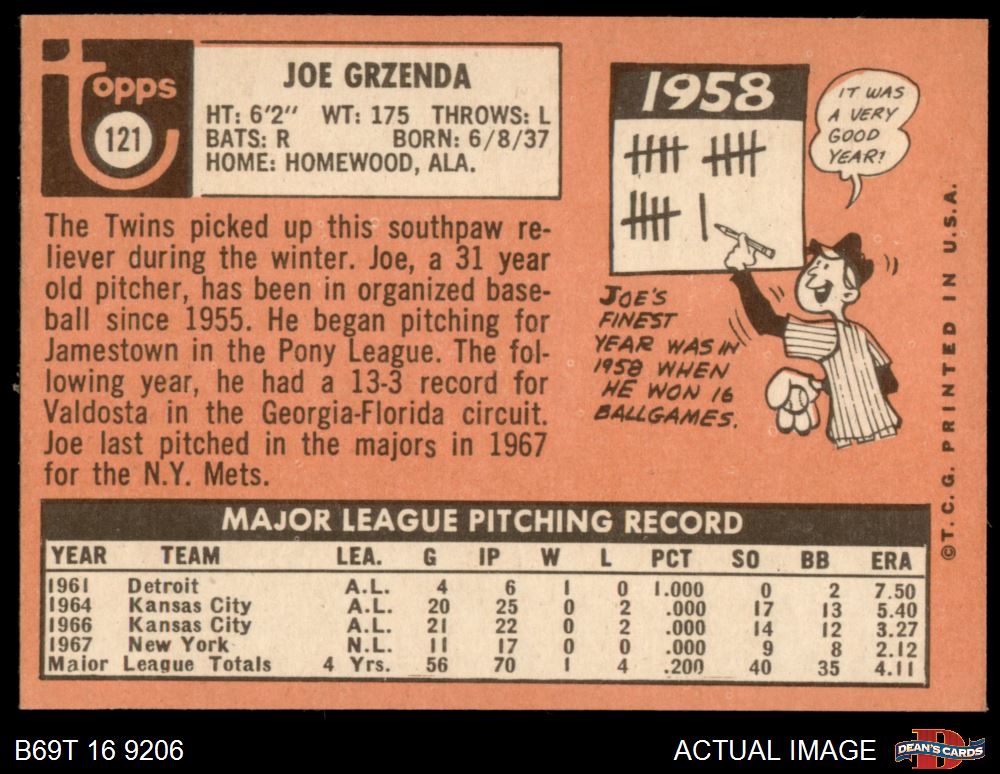 topps
121
JOE GRZENDA
HT: 6'2" WT: 175 THROWS: L
BATS: R BORN: 6/8/37
HOME: HOMEWOOD, ALA.
The Twins picked up this southpaw re-
liever during the winter. Joe, a 31 year
old pitcher, has been in organized base-
ball since 1955. He began pitching for
Jamestown in the Pony League. The fol-
lowing year, he had a 13-3 record for
Valdosta in the Georgia-Florida circuit.
Joe last pitched in the majors in 1967
for the N.Y. Mets.
1958
IT WAS
A VERY
GOOD
YEAR!
JOE'S
FINEST
YEAR WAS IN
1958 WHEN
HE WON 16
BALLGAMES.
©T.C.G. PRINTED IN U.S.A.
MAJOR LEAGUE PITCHING RECORD
YEAR TEAM LEA. G IP W L PCT SO BB ERA
1961 Detroit A.L. 4 6 1 0 1.000 0 2 7.50
1964 Kansas City A.L. 20 25 0 2 .000 17 13 5.40
1966 Kansas City A.L. 21 22 0 2 .000 14 12 3.27
1967 New York N.L. 11 17 0 0 .000 9 8 2.12
Major League Totals 4 Yrs. 56 70 1 4 .200 40 35 4.11
B69T 16 9206
ACTUAL IMAGE
DEAN'S CARDS